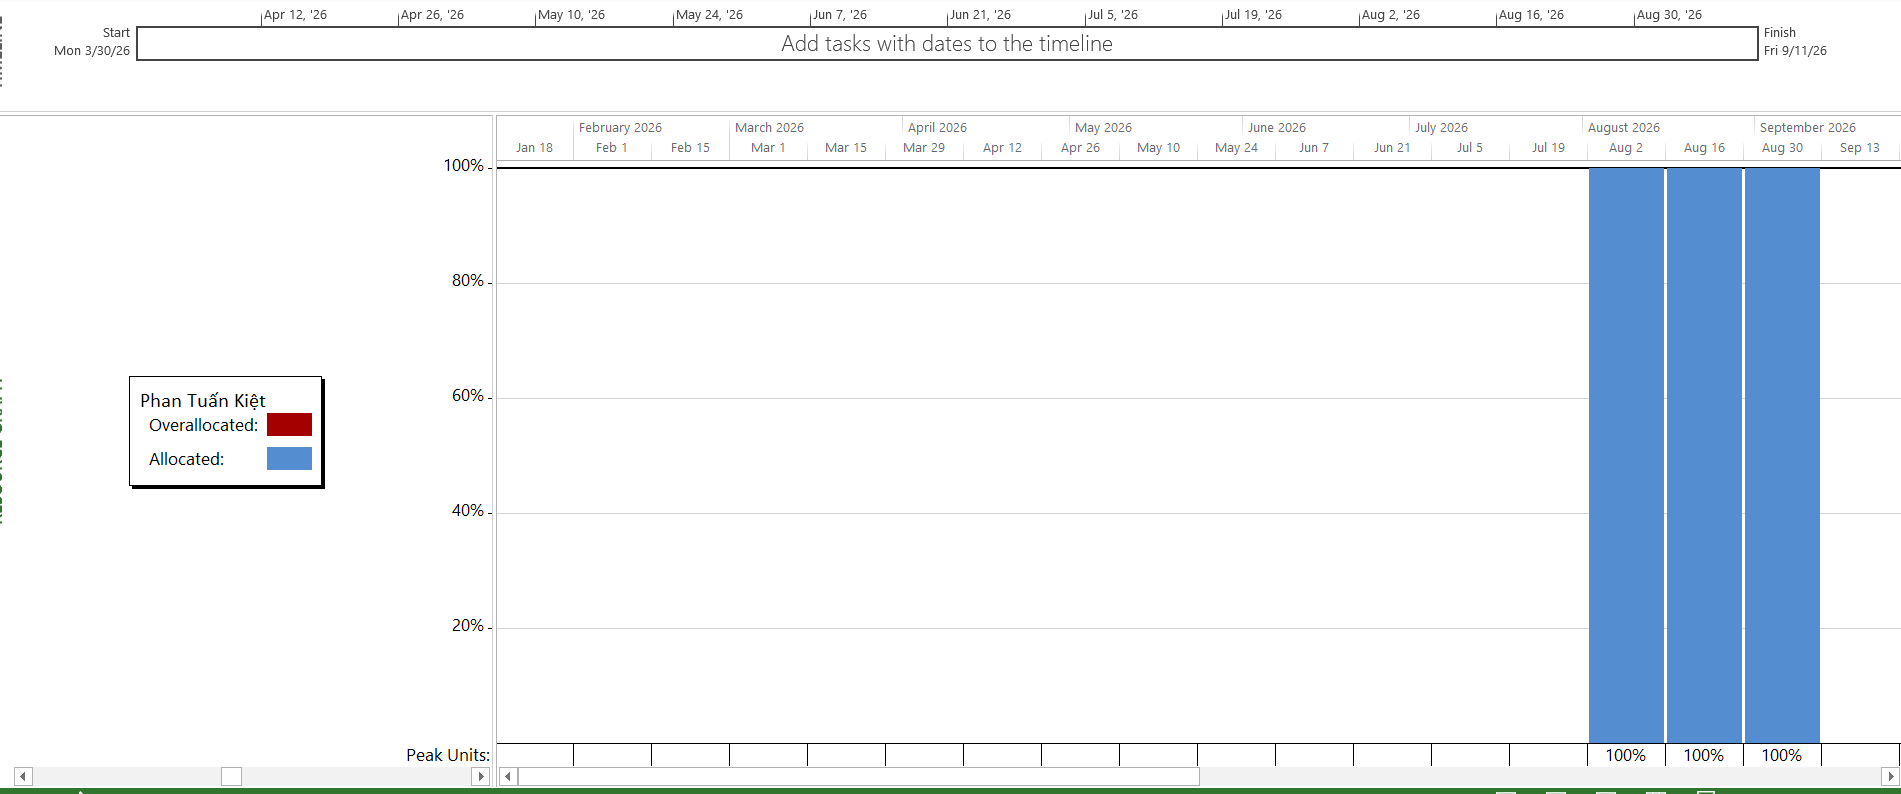 Apr 12, '26 Apr 26, '26 May 10, '26 May 24, '26 Jun 7, '26 Jun 21, '26 Jul 5, '26 Jul 19, '26 Aug 2, '26 Aug 16, '26 Aug 30, '26
Start
Mon 3/30/26
Add tasks with dates to the timeline
Finish
Fri 9/11/26
February 2026 March 2026 April 2026 May 2026 June 2026 July 2026 August 2026 September 2026
Jan 18 Feb 1 Feb 15 Mar 1 Mar 15 Mar 29 Apr 12 Apr 26 May 10 May 24 Jun 7 Jun 21 Jul 5 Jul 19 Aug 2 Aug 16 Aug 30 Sep 13
100%
80%
60%
40%
20%
Phan Tuấn Kiệt
Overallocated:
Allocated:
Peak Units: 100% 100% 100%